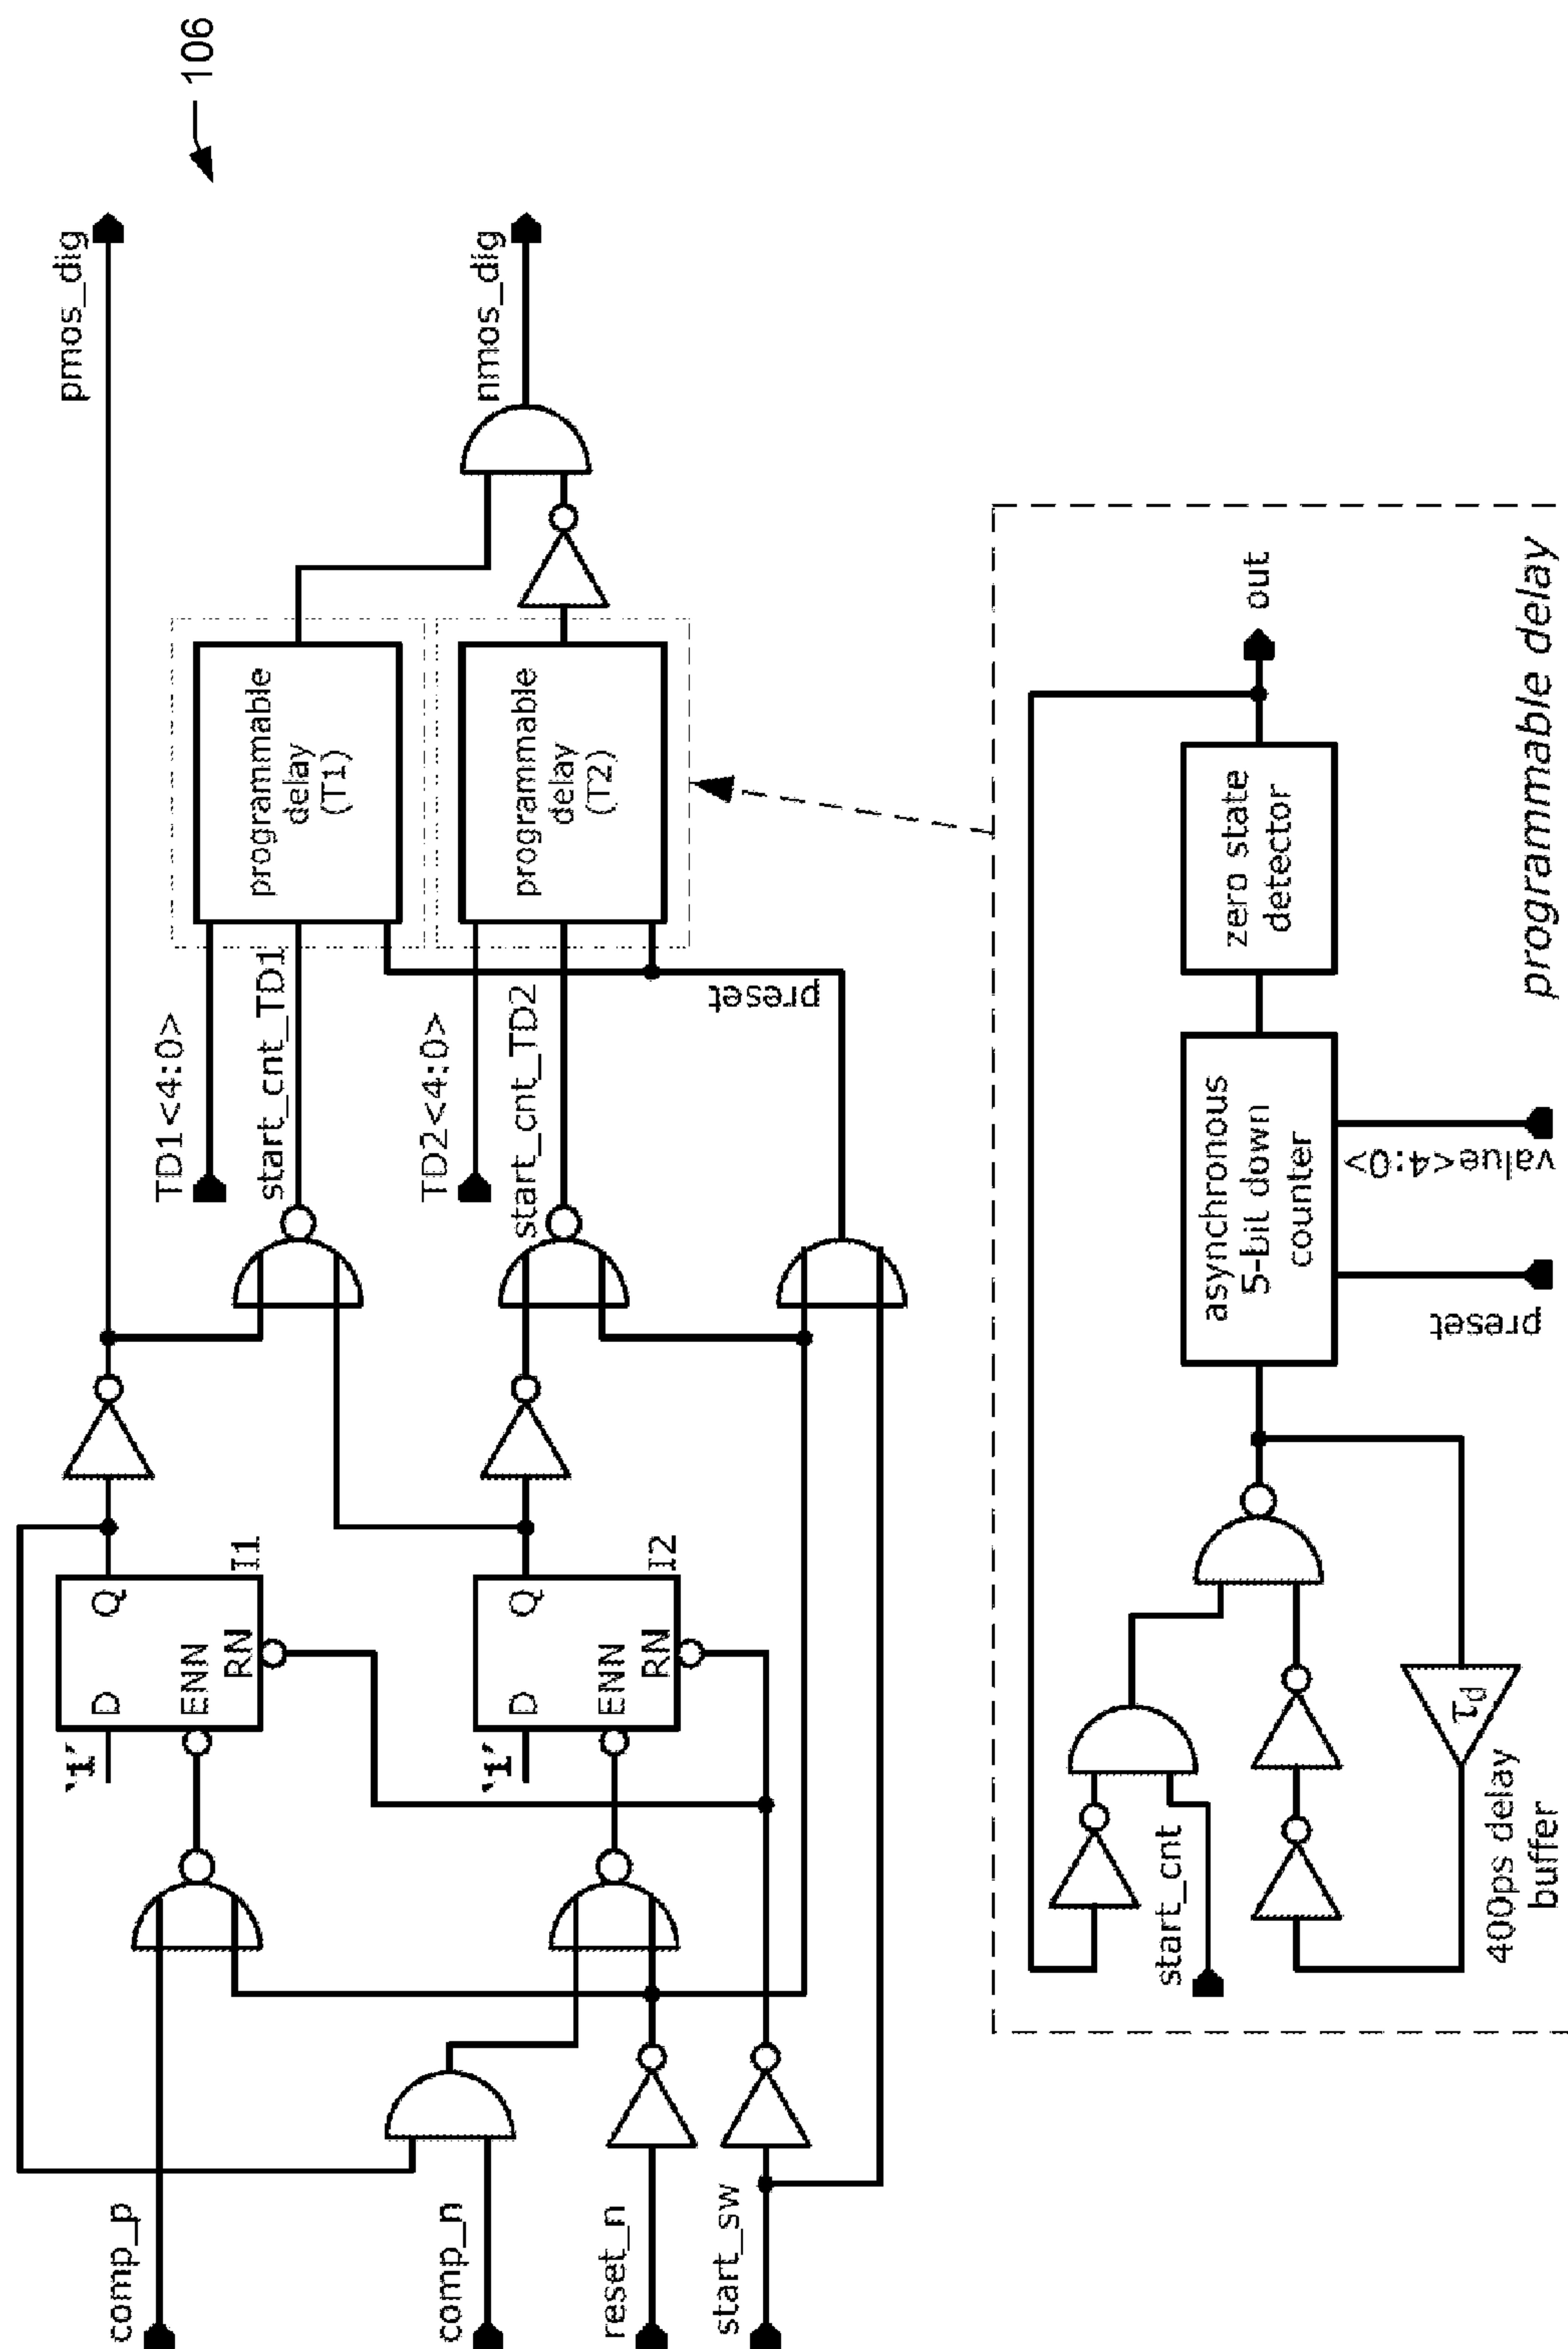 106
pmos_dig
nmos_dig
comp_p
comp_n
reset_n
start_sw
'1'
D
Q
ENN
RN
I1
'1'
D
Q
ENN
RN
I2
TD1<4:0>
start_cnt_TD1
TD2<4:0>
start_cnt_TD2
preset
programmable
delay
(T1)
programmable
delay
(T2)
start_cnt
400ps delay
buffer
τd
asynchronous
5-bit down
counter
preset
value<4:0>
zero state
detector
out
programmable delay